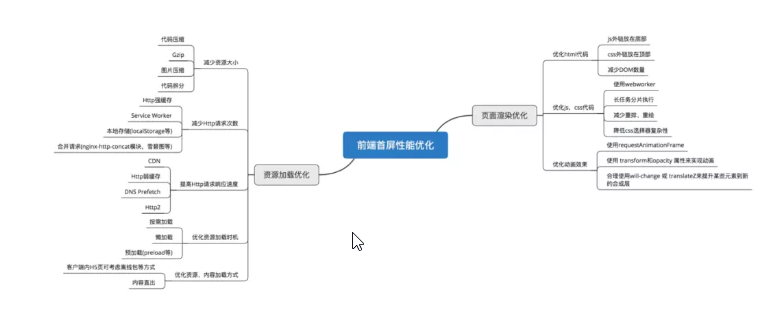 前端首屏性能优化
资源加载优化
减少资源大小
代码压缩
Gzip
图片压缩
代码拆分
减少Http请求次数
Http强缓存
Service Worker
本地存储(localStorage等)
合并请求(nginx-http-concat模块、雪碧图等)
提高Http请求响应速度
CDN
Http弱缓存
DNS Prefetch
Http2
优化资源加载时机
按需加载
懒加载
预加载(preload等)
优化资源、内容加载方式
客户端内H5页可考虑离线包等方式
内容直出
页面渲染优化
优化html代码
js外链放在底部
css外链放在顶部
减少DOM数量
优化js、css代码
使用webworker
长任务分片执行
减少重排、重绘
降低css选择器复杂性
优化动画效果
使用requestAnimationFrame
使用 transform和opacity 属性来实现动画
合理使用will-change 或 translateZ来提升某些元素到新
的合成层